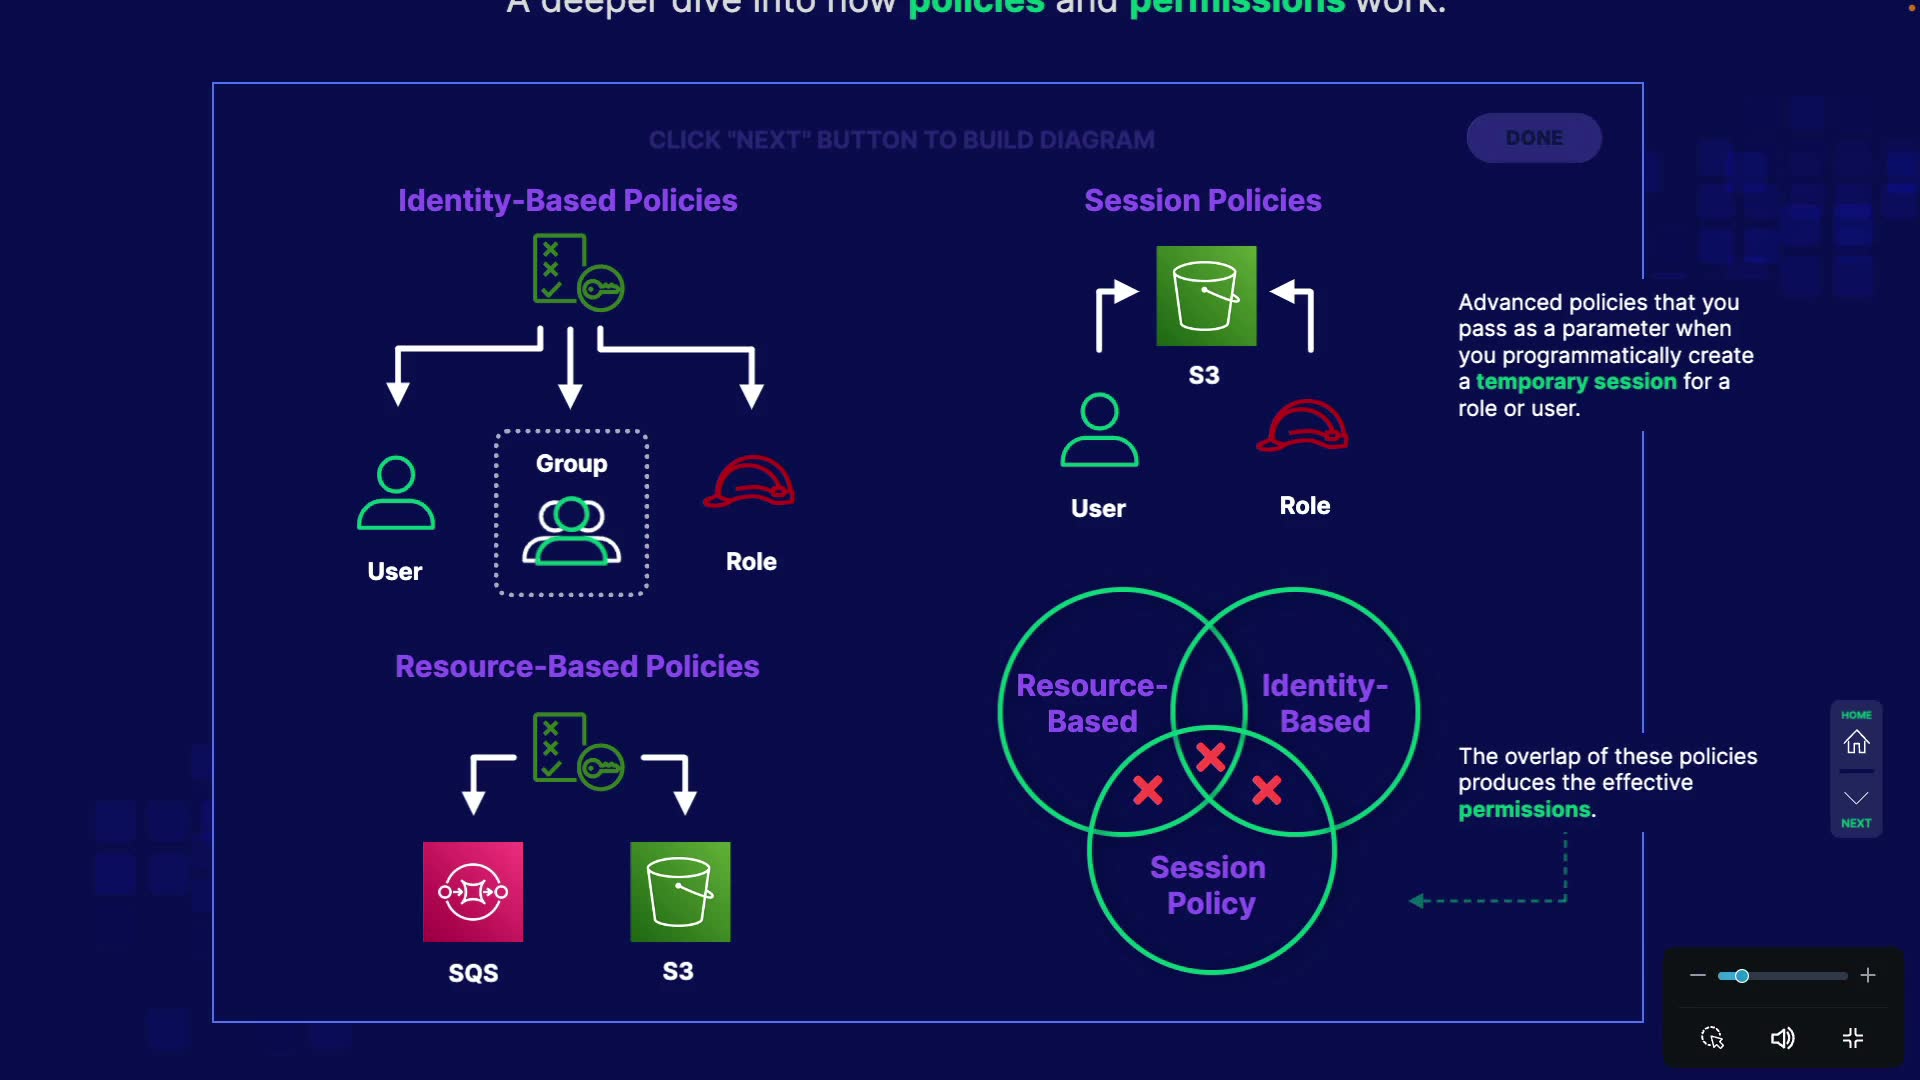 A deeper dive into how policies and permissions work.
CLICK "NEXT" BUTTON TO BUILD DIAGRAM
DONE
Identity-Based Policies
Group
User
Role
Resource-Based Policies
SQS
S3
Session Policies
S3
User
Role
Advanced policies that you
pass as a parameter when
you programmatically create
a temporary session for a
role or user.
Resource-
Based
Identity-
Based
Session
Policy
The overlap of these policies
produces the effective
permissions.
HOME
NEXT